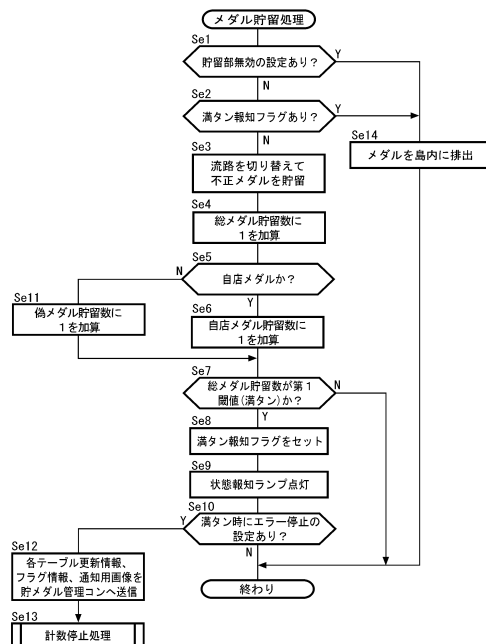 メダル貯留処理
Se1
貯留部無効の設定あり？
Y
N
Se2
満タン報知フラグあり？
Y
N
Se14
メダルを島内に排出
Se3
流路を切り替えて
不正メダルを貯留
Se4
総メダル貯留数に
1を加算
Se5
自店メダルか？
N
Y
Se11
偽メダル貯留数に
1を加算
Se6
自店メダル貯留数に
1を加算
Se7
総メダル貯留数が第1
閾値(満タン)か？
N
Y
Se8
満タン報知フラグをセット
Se9
状態報知ランプ点灯
Se10
満タン時にエラー停止の
設定あり？
Y
N
Se12
各テーブル更新情報、
フラグ情報、通知用画像を
貯メダル管理コンへ送信
終わり
Se13
計数停止処理